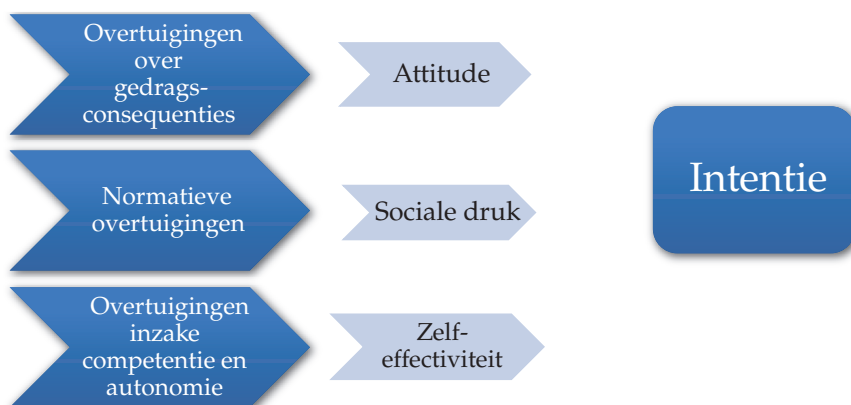 Overtuigingen
over
gedrags-
consequenties
Attitude
Normatieve
overtuigingen
Sociale druk
Intentie
Overtuigingen
inzake
competentie en
autonomie
Zelf-
effectiviteit